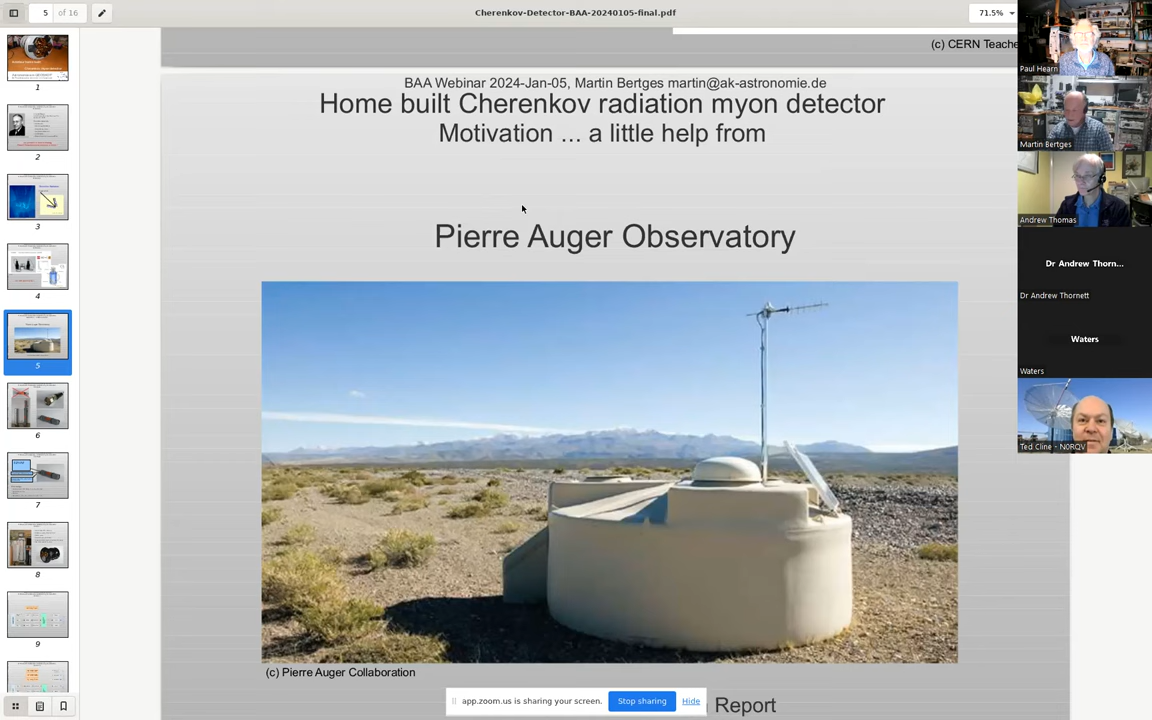 5 of 16
Cherenkov-Detector-BAA-20240105-final.pdf
71.5%
(c) CERN Teache
BAA Webinar 2024-Jan-05, Martin Bertges martin@ak-astronomie.de
Home built Cherenkov radiation myon detector
Motivation ... a little help from
Pierre Auger Observatory
(c) Pierre Auger Collaboration
Report
app.zoom.us is sharing your screen.
Stop sharing
Hide
1
2
3
4
5
6
7
8
9
Paul Hearn
Martin Bertges
Andrew Thomas
Dr Andrew Thorn...
Dr Andrew Thornett
Waters
Waters
Ted Cline - N0RQV